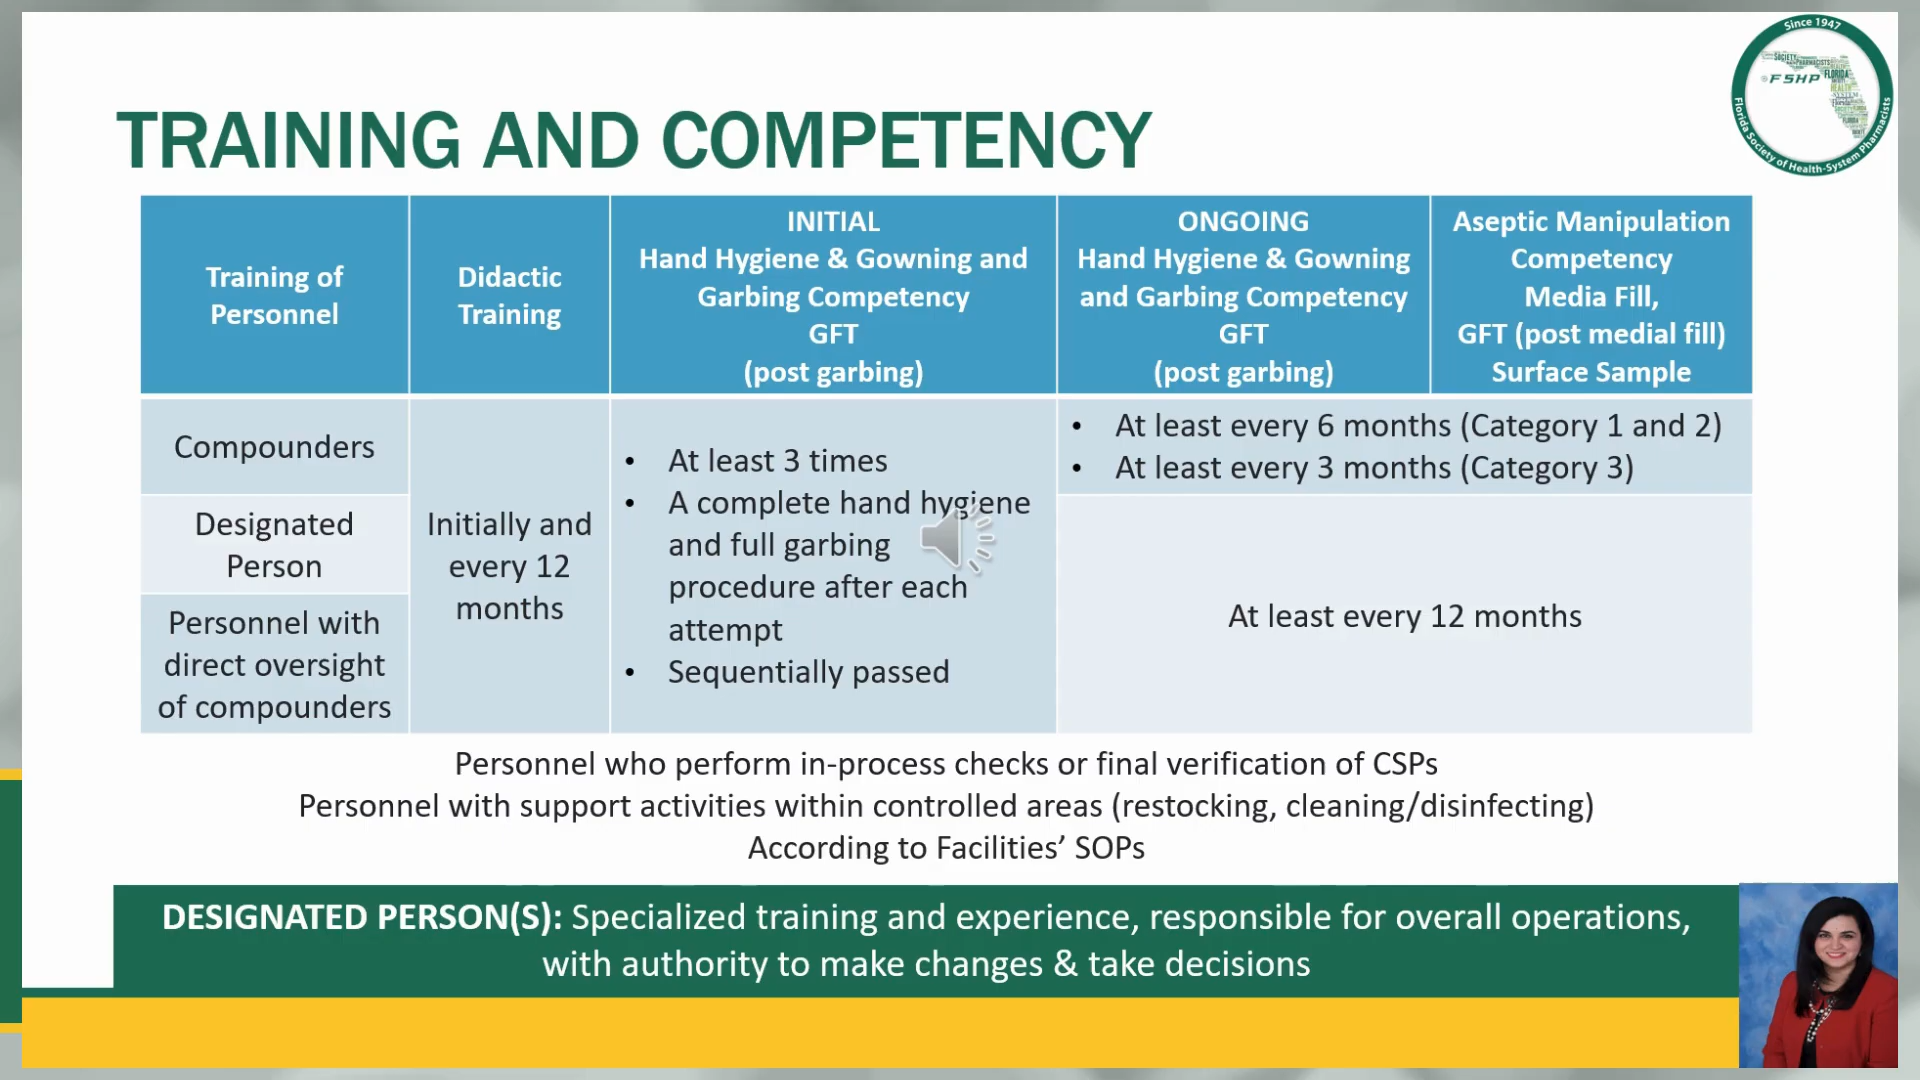 Since 1947
SOCIETY
PHARMACISTS
FSHP
FLORIDA
HEALTH
SYSTEM
Florida Society of Health-System Pharmacists
TRAINING AND COMPETENCY
Training of
Personnel
Didactic
Training
INITIAL
Hand Hygiene & Gowning and
Garbing Competency
GFT
(post garbing)
ONGOING
Hand Hygiene & Gowning
and Garbing Competency
GFT
(post garbing)
Aseptic Manipulation
Competency
Media Fill,
GFT (post medial fill)
Surface Sample
Compounders
Designated
Person
Personnel with
direct oversight
of compounders
Initially and
every 12
months
• At least 3 times
• A complete hand hygiene
and full garbing
procedure after each
attempt
• Sequentially passed
• At least every 6 months (Category 1 and 2)
• At least every 3 months (Category 3)
At least every 12 months
Personnel who perform in-process checks or final verification of CSPs
Personnel with support activities within controlled areas (restocking, cleaning/disinfecting)
According to Facilities’ SOPs
DESIGNATED PERSON(S): Specialized training and experience, responsible for overall operations,
with authority to make changes & take decisions